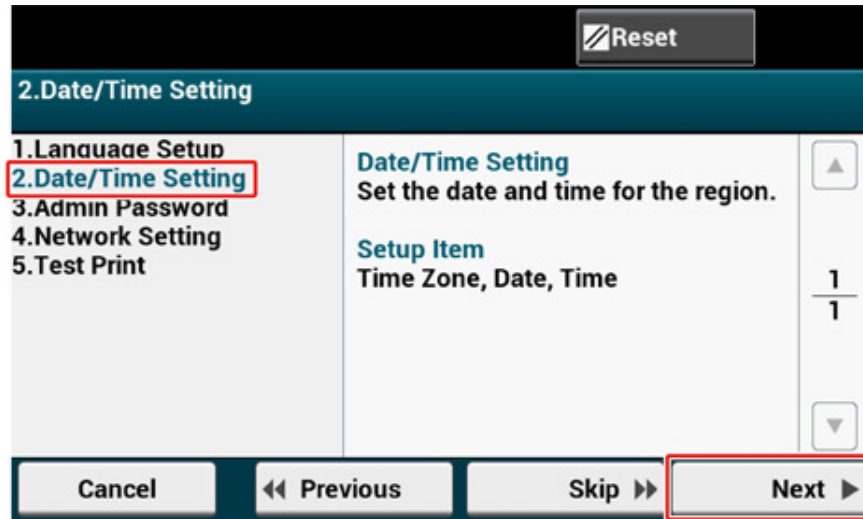 Reset
2.Date/Time Setting
1.Language Setup
2.Date/Time Setting
3.Admin Password
4.Network Setting
5.Test Print
Date/Time Setting
Set the date and time for the region.
Setup Item
Time Zone, Date, Time
1
1
Cancel
Previous
Skip
Next